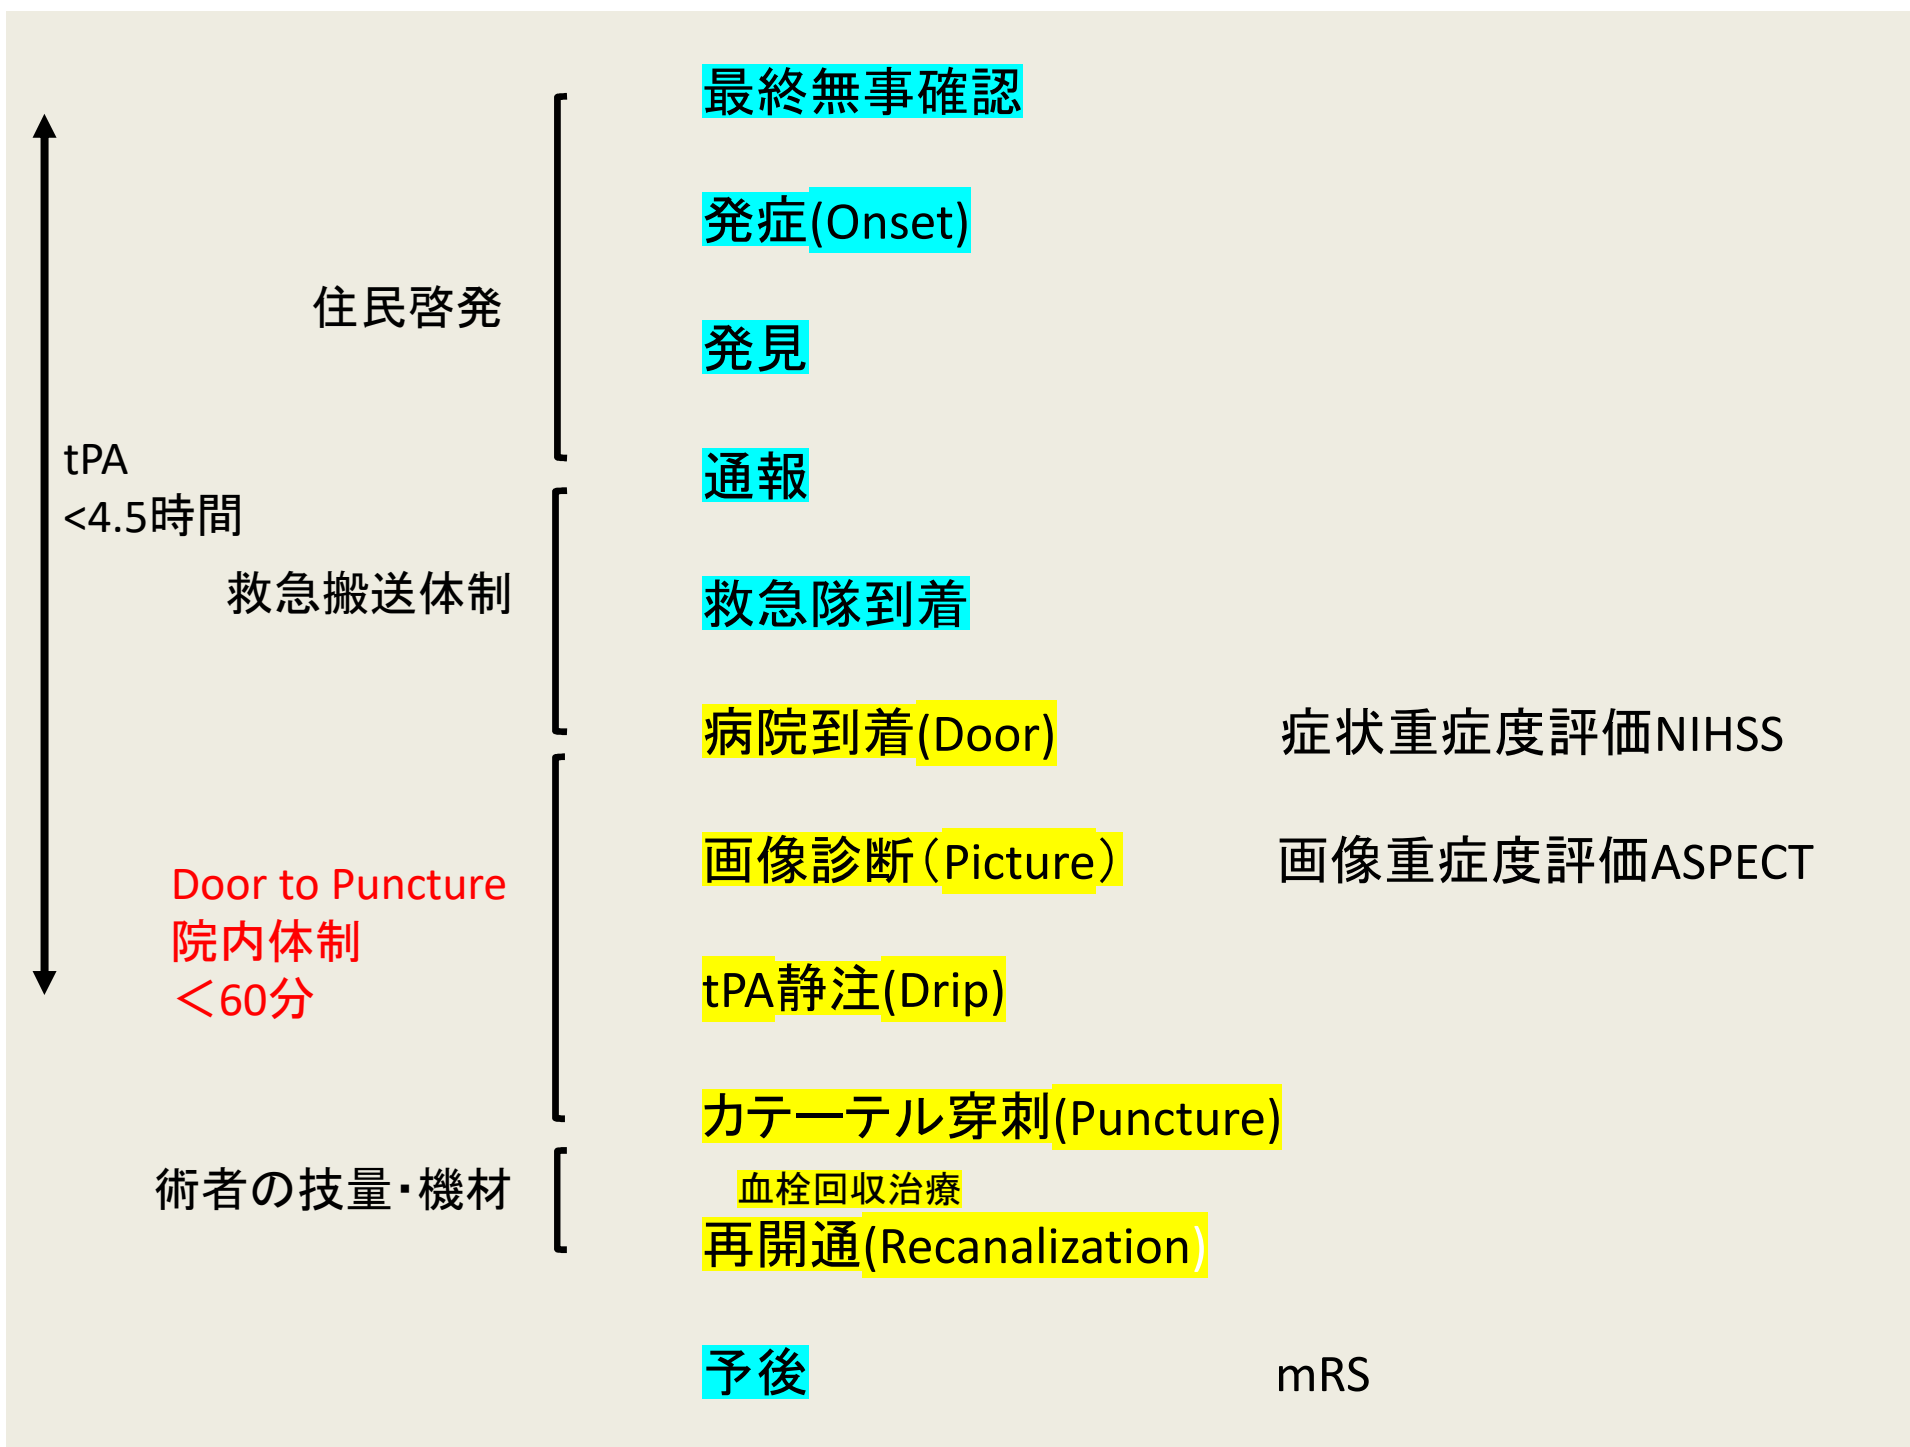 最終無事確認
発症(Onset)
住民啓発
発見
tPA
<4.5時間
通報
救急搬送体制
救急隊到着
病院到着(Door) 症状重症度評価NIHSS
画像診断（Picture） 画像重症度評価ASPECT
Door to Puncture
院内体制
＜60分
tPA静注(Drip)
カテーテル穿刺(Puncture)
術者の技量・機材
血栓回収治療
再開通(Recanalization)
予後 mRS